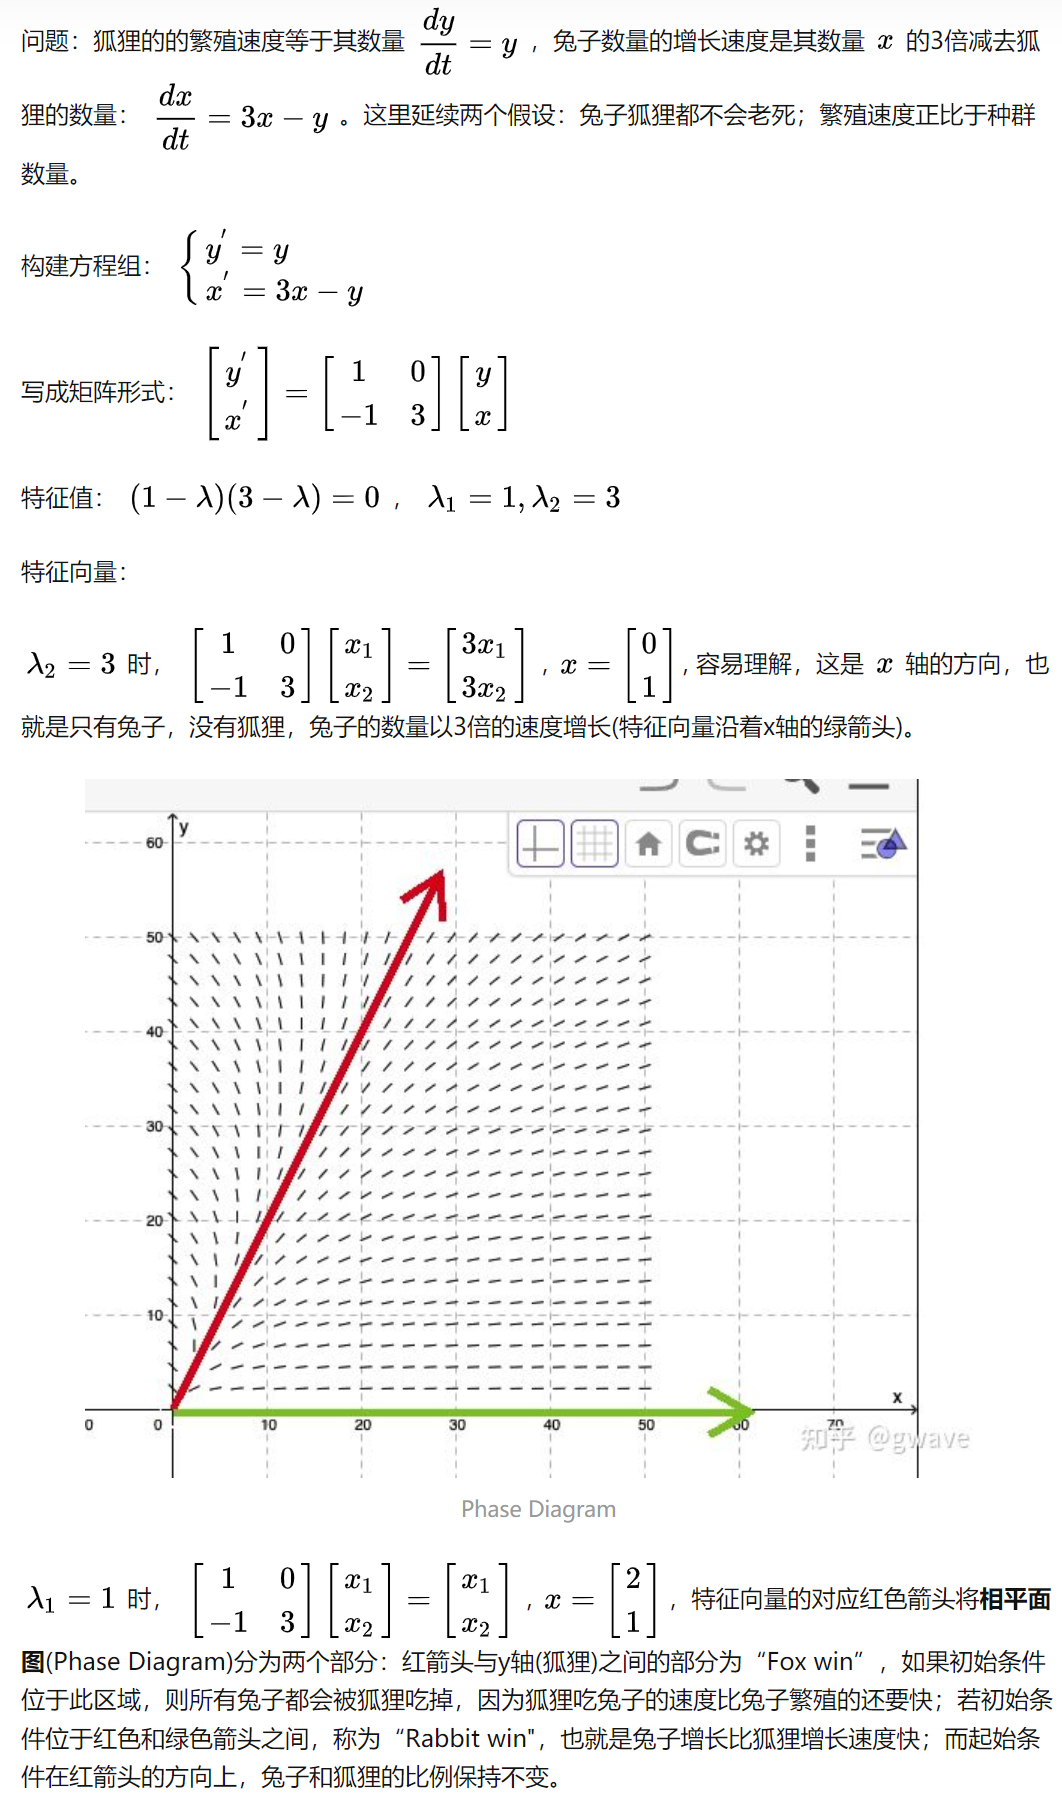 问题：狐狸的的繁殖速度等于其数量 $\frac{dy}{dt} = y$ ，兔子数量的增长速度是其数量 $x$ 的3倍减去狐
狸的数量： $\frac{dx}{dt} = 3x - y$ 。这里延续两个假设：兔子狐狸都不会老死；繁殖速度正比于种群
数量。
构建方程组： $\begin{cases} y' = y \\ x' = 3x - y \end{cases}$
写成矩阵形式： $\begin{bmatrix} y' \\ x' \end{bmatrix} = \begin{bmatrix} 1 & 0 \\ -1 & 3 \end{bmatrix} \begin{bmatrix} y \\ x \end{bmatrix}$
特征值： $(1 - \lambda)(3 - \lambda) = 0$ ， $\lambda_1 = 1, \lambda_2 = 3$
特征向量：
$\lambda_2 = 3$ 时， $\begin{bmatrix} 1 & 0 \\ -1 & 3 \end{bmatrix} \begin{bmatrix} x_1 \\ x_2 \end{bmatrix} = \begin{bmatrix} 3x_1 \\ 3x_2 \end{bmatrix}$ ，$x = \begin{bmatrix} 0 \\ 1 \end{bmatrix}$ , 容易理解，这是 $x$ 轴的方向，也
就是只有兔子，没有狐狸，兔子的数量以3倍的速度增长(特征向量沿着x轴的绿箭头)。
y
60
50
40
30
20
10
x
0 0 10 20 30 40 50 60 70
知乎 @gwave
Phase Diagram
$\lambda_1 = 1$ 时， $\begin{bmatrix} 1 & 0 \\ -1 & 3 \end{bmatrix} \begin{bmatrix} x_1 \\ x_2 \end{bmatrix} = \begin{bmatrix} x_1 \\ x_2 \end{bmatrix}$ ，$x = \begin{bmatrix} 2 \\ 1 \end{bmatrix}$ ，特征向量的对应红色箭头将相平面
图(Phase Diagram)分为两个部分：红箭头与y轴(狐狸)之间的部分为“Fox win”，如果初始条件
位于此区域，则所有兔子都会被狐狸吃掉，因为狐狸吃兔子的速度比兔子繁殖的还要快；若初始条
件位于红色和绿色箭头之间，称为“Rabbit win"，也就是兔子增长比狐狸增长速度快；而起始条
件在红箭头的方向上，兔子和狐狸的比例保持不变。